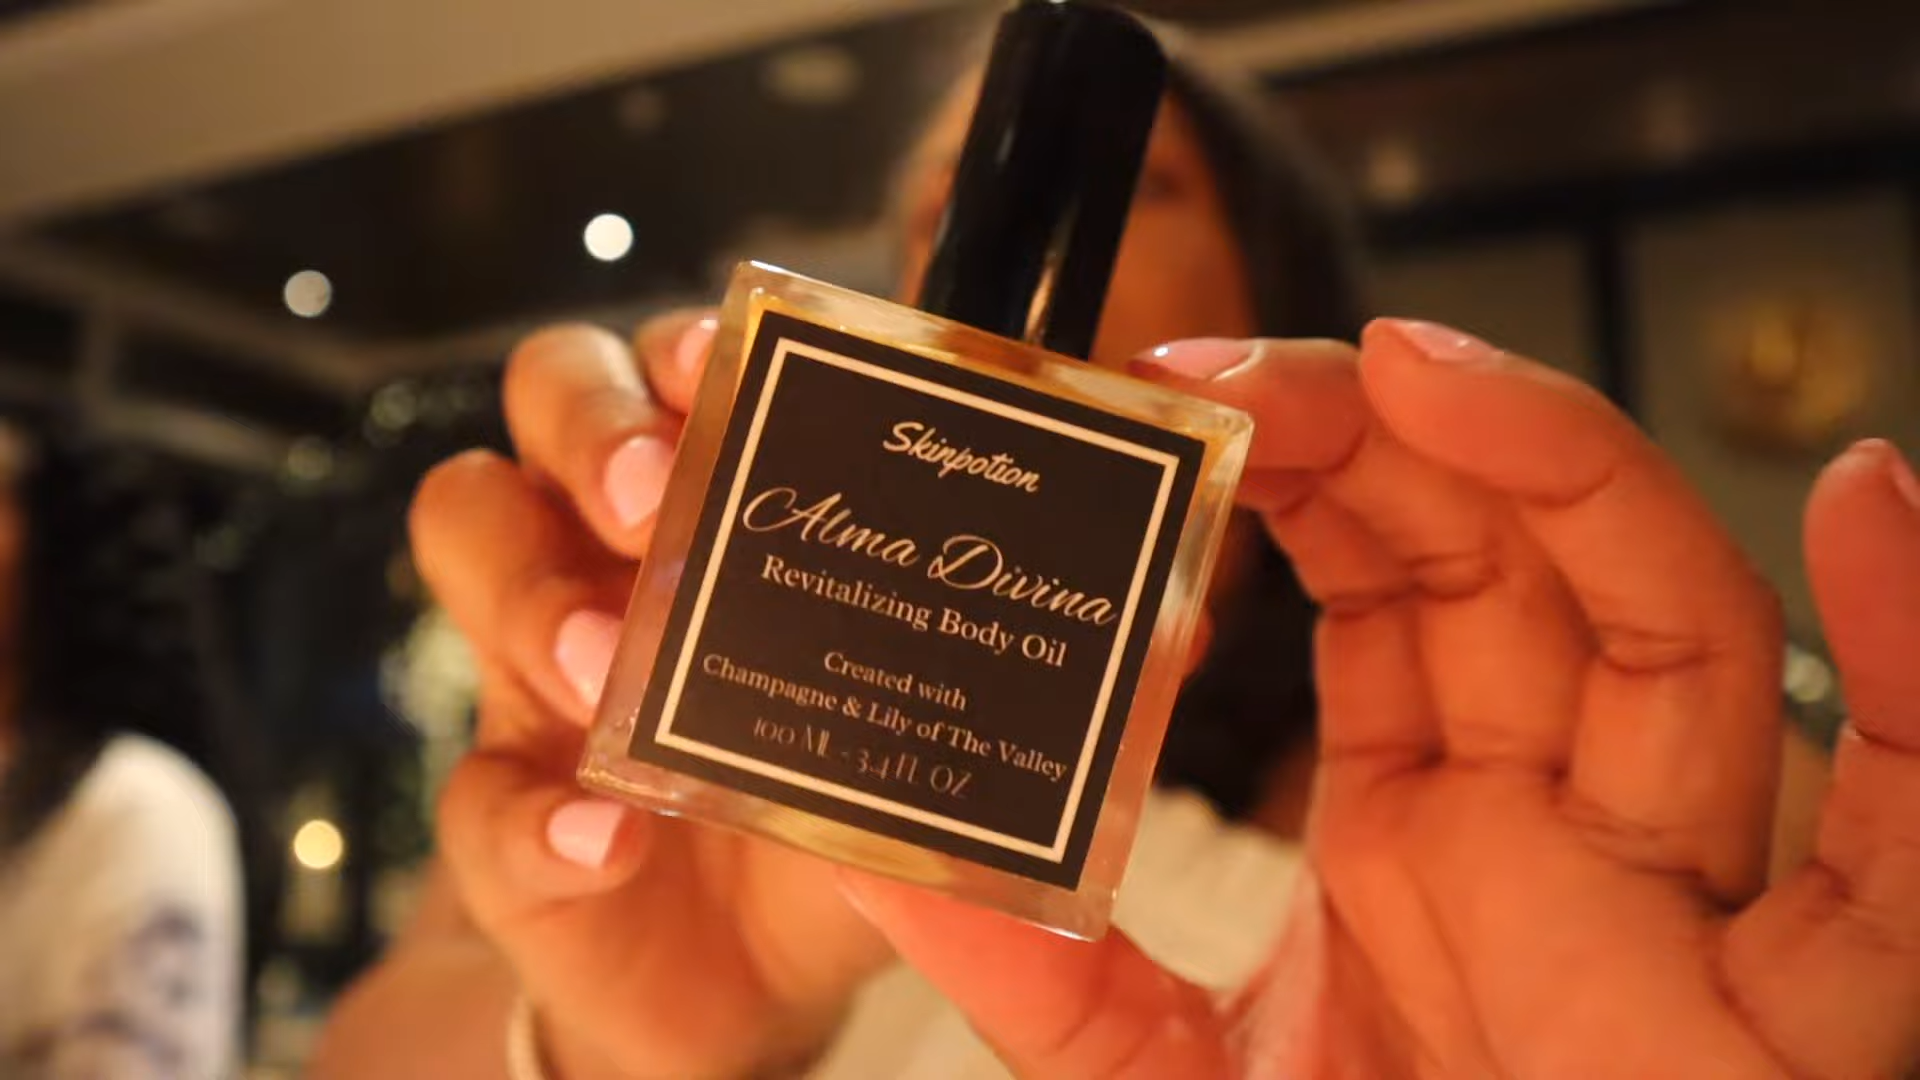 Skinpotion
Alma Divina
Revitalizing Body Oil
Created with
Champagne & Lily of The Valley
100 ML - 3.4 FL OZ